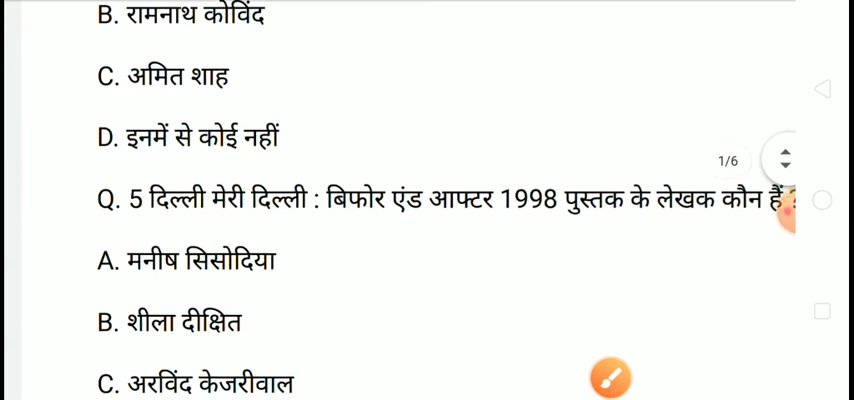 B. रामनाथ कोविंद
C. अमित शाह
D. इनमें से कोई नहीं
1/6
Q. 5 दिल्ली मेरी दिल्ली : बिफोर एंड आफ्टर 1998 पुस्तक के लेखक कौन हैं ?
A. मनीष सिसोदिया
B. शीला दीक्षित
C. अरविंद केजरीवाल